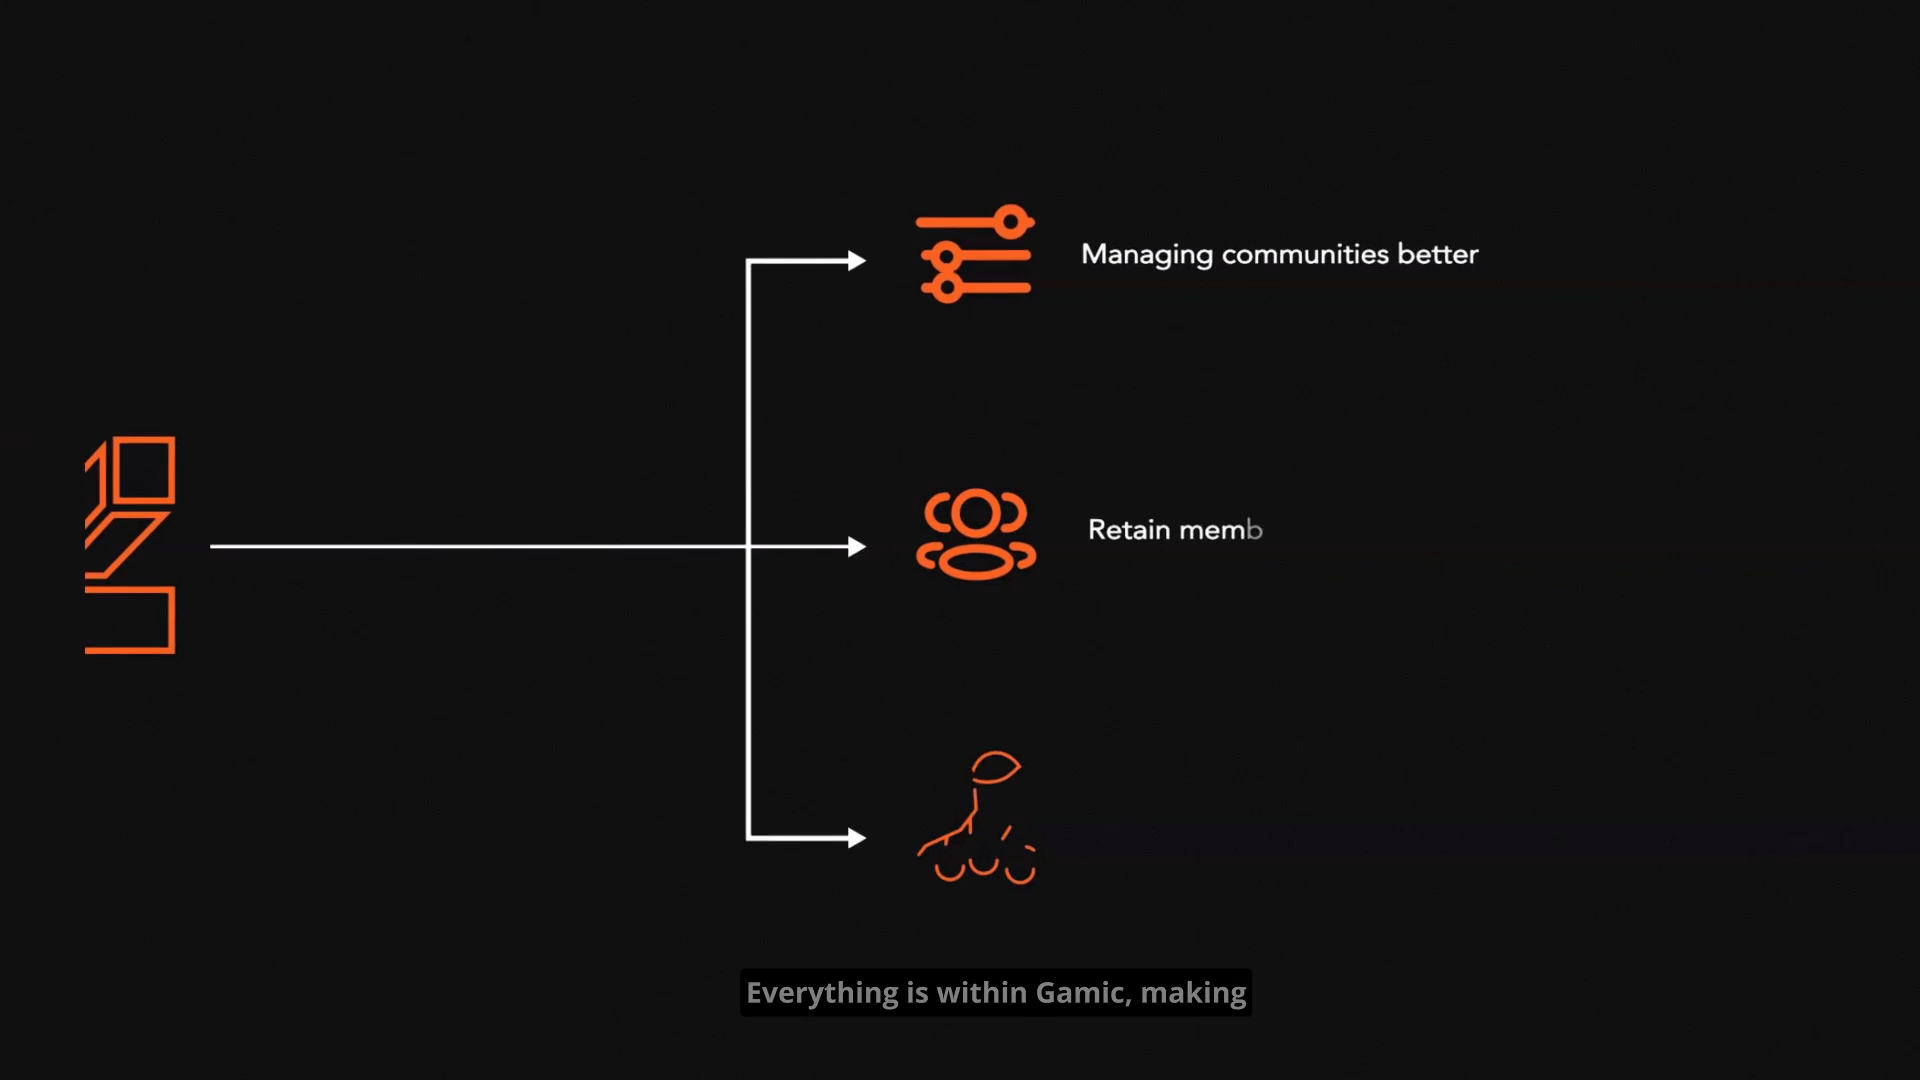 Managing communities better
Retain memb
Everything is within Gamic, making